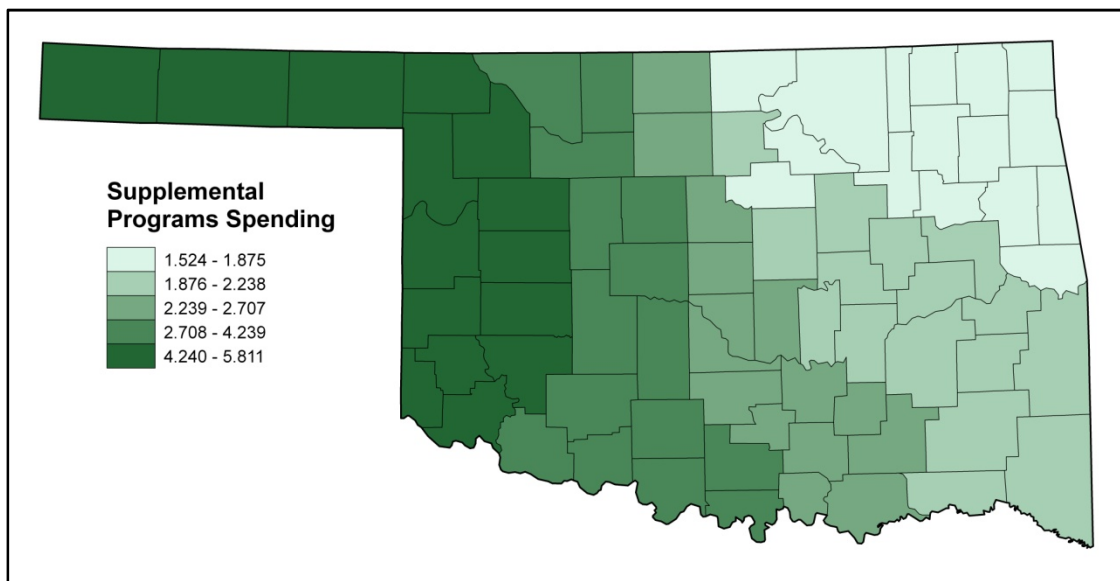 Supplemental
Programs Spending
1.524 - 1.875
1.876 - 2.238
2.239 - 2.707
2.708 - 4.239
4.240 - 5.811